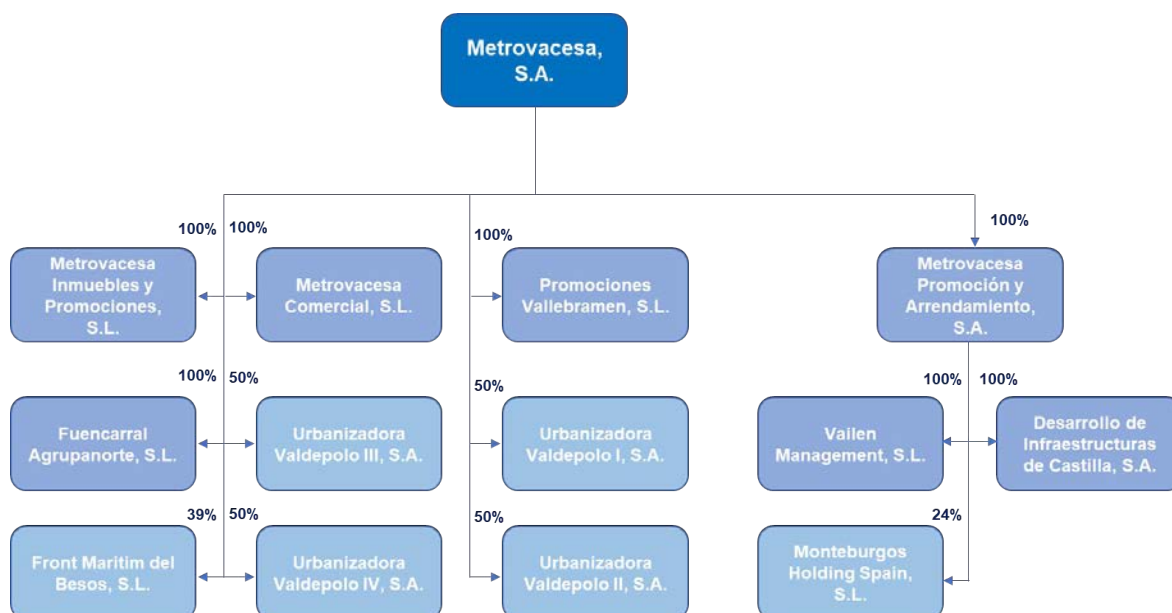 Metrovacesa,
S.A.
100%
100%
100%
100%
Metrovacesa
Inmuebles y
Promociones,
S.L.
Metrovacesa
Comercial, S.L.
Promociones
Vallebramen, S.L.
Metrovacesa
Promoción y
Arrendamiento,
S.A.
100%
50%
50%
100%
100%
Fuencarral
Agrupanorte, S.L.
Urbanizadora
Valdepolo III, S.A.
Urbanizadora
Valdepolo I, S.A.
Vailen
Management, S.L.
Desarrollo de
Infraestructuras
de Castilla, S.A.
39%
50%
50%
24%
Front Maritim del
Besos, S.L.
Urbanizadora
Valdepolo IV, S.A.
Urbanizadora
Valdepolo II, S.A.
Monteburgos
Holding Spain,
S.L.